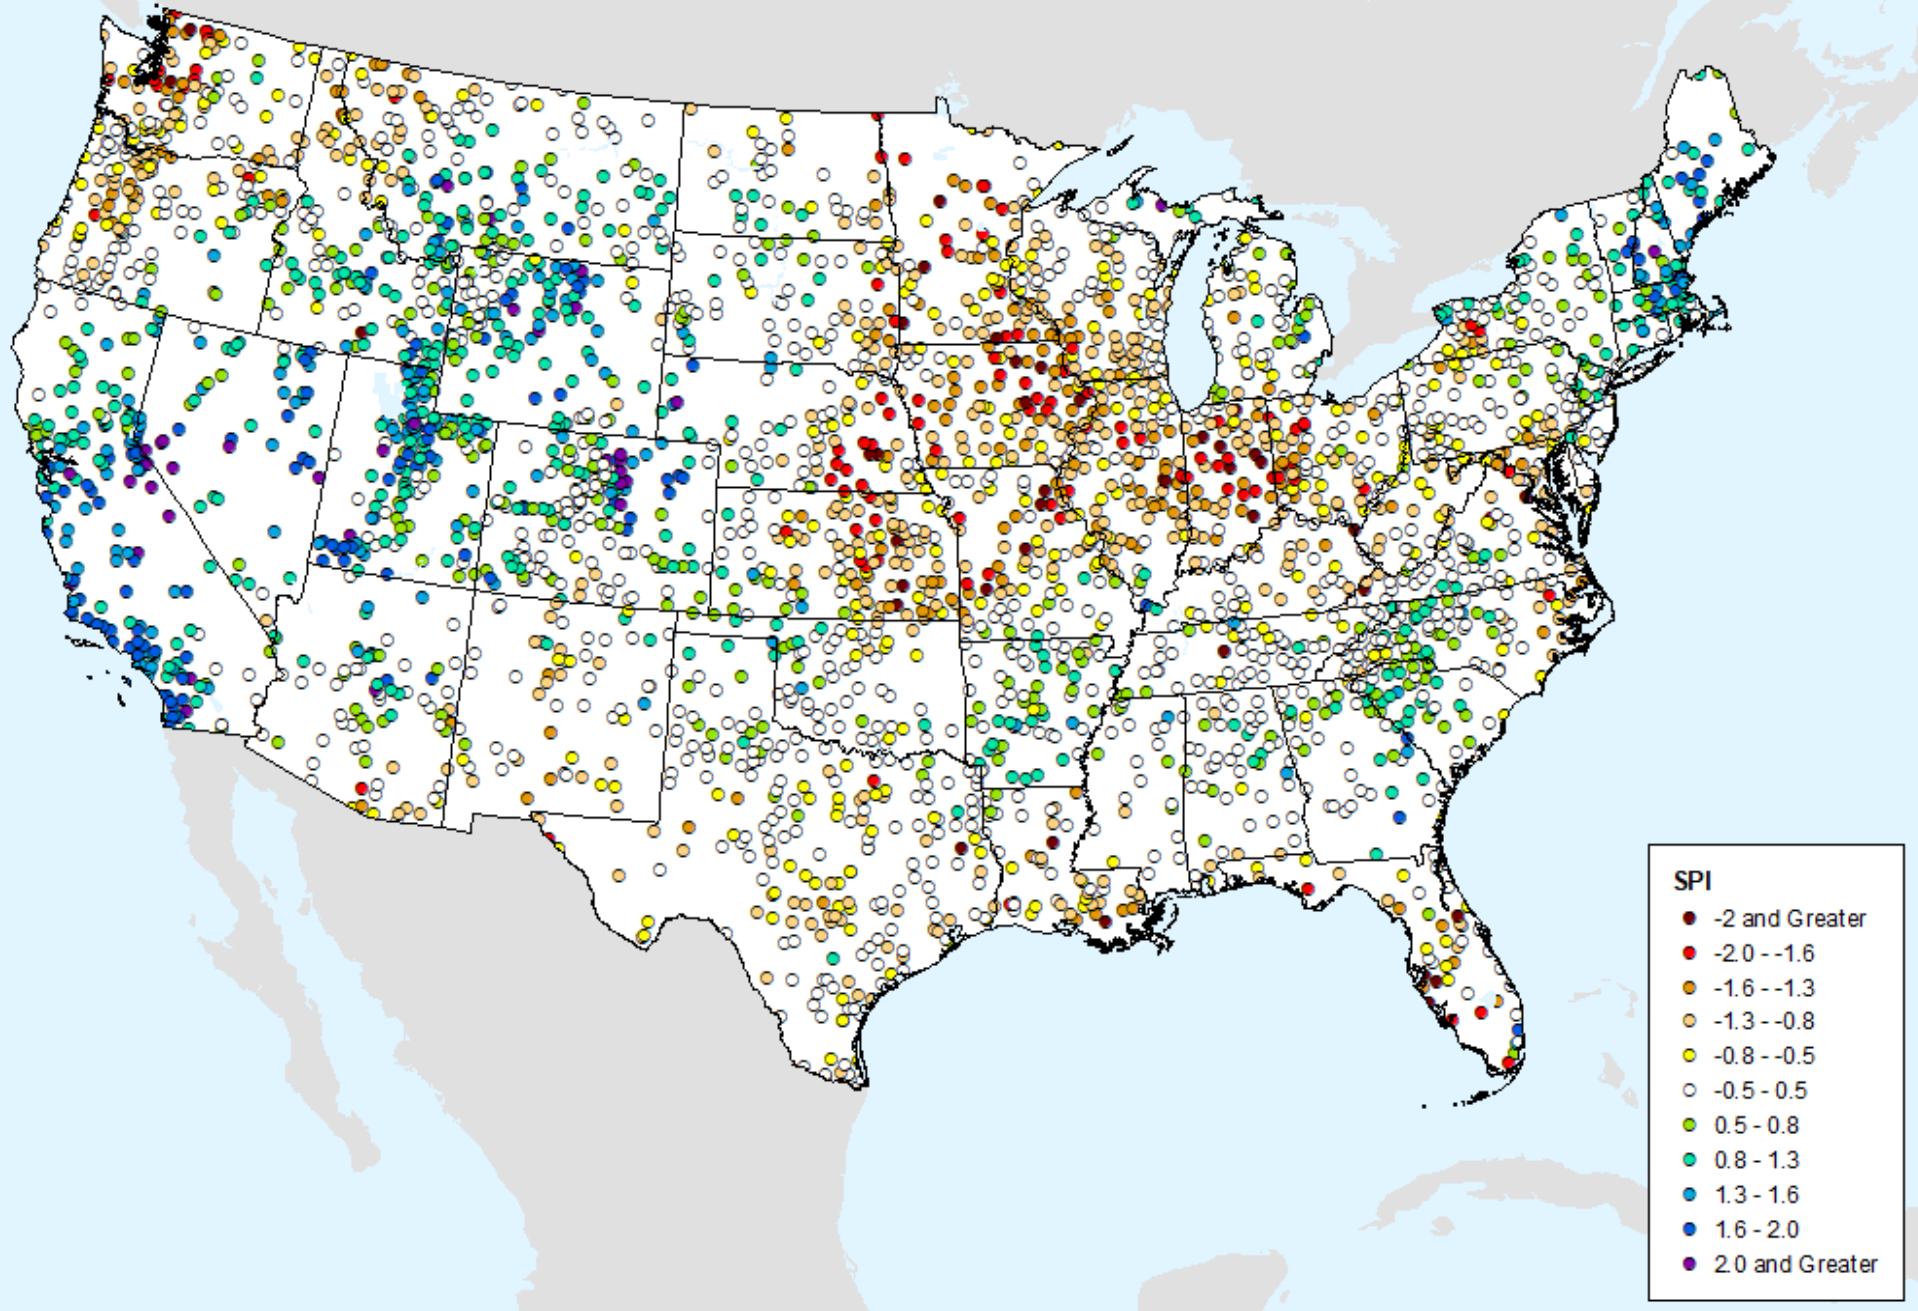 SPI
-2 and Greater
-2.0 - -1.6
-1.6 - -1.3
-1.3 - -0.8
-0.8 - -0.5
-0.5 - 0.5
0.5 - 0.8
0.8 - 1.3
1.3 - 1.6
1.6 - 2.0
2.0 and Greater